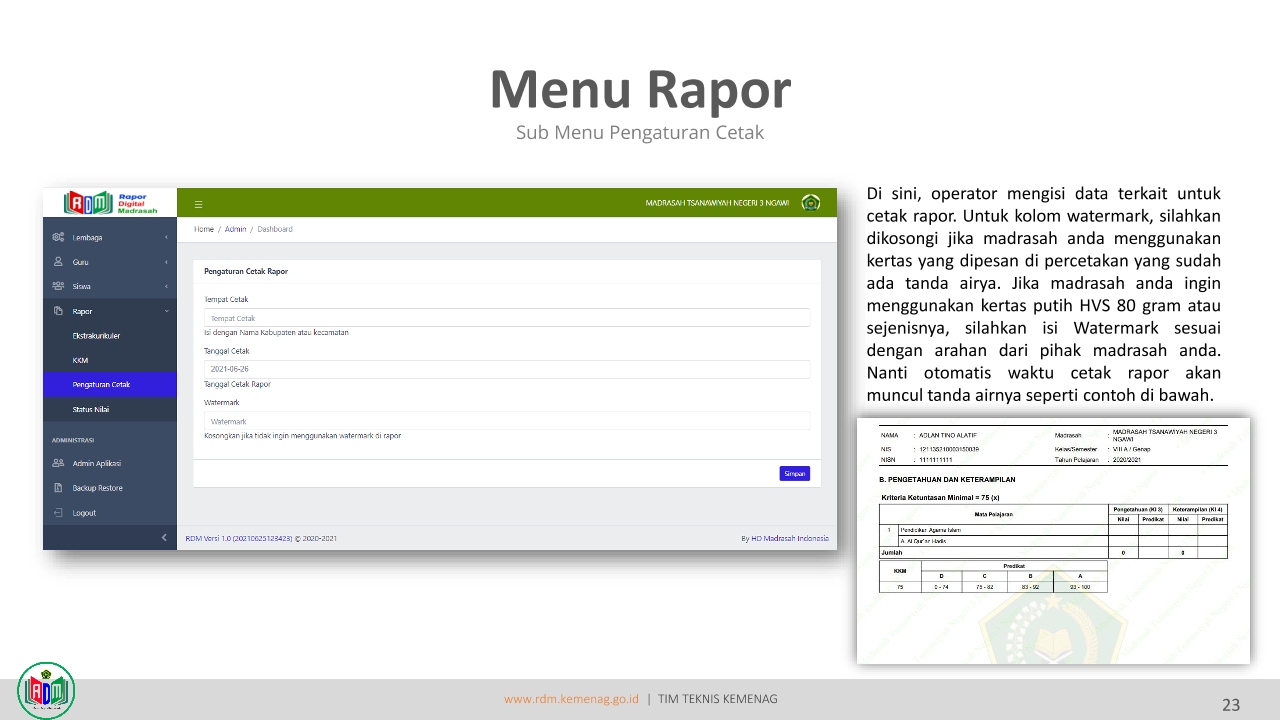 Menu Rapor
Sub Menu Pengaturan Cetak
RDM Rapor
Digital
Madrasah
MADRASAH TSANAWIYAH NEGERI 3 NGAWI
Home / Admin / Dashboard
Lembaga
Guru
Siswa
Rapor
Ekstrakurikuler
KKM
Pengaturan Cetak
Status Nilai
ADMINISTRASI
Admin Aplikasi
Backup Restore
Logout
Pengaturan Cetak Rapor
Tempat Cetak
Tempat Cetak
Isi dengan Nama Kabupaten atau kecamatan
Tanggal Cetak
2021-06-26
Tanggal Cetak Rapor
Watermark
Watermark
Kosongkan jika tidak ingin menggunakan watermark di rapor
Simpan
RDM Versi 1.0 (20210625123423) © 2020-2021
By HD Madrasah Indonesia
Di sini, operator mengisi data terkait untuk
cetak rapor. Untuk kolom watermark, silahkan
dikosongi jika madrasah anda menggunakan
kertas yang dipesan di percetakan yang sudah
ada tanda airya. Jika madrasah anda ingin
menggunakan kertas putih HVS 80 gram atau
sejenisnya, silahkan isi Watermark sesuai
dengan arahan dari pihak madrasah anda.
Nanti otomatis waktu cetak rapor akan
muncul tanda airnya seperti contoh di bawah.
NAMA : ADLAN TINO ALATIF Madrasah : MADRASAH TSANAWIYAH NEGERI 3
NGAWI
NIS : 121135210003150039 Kelas/Semester : VIII A / Genap
NISN : 1111111111 Tahun Pelajaran : 2020/2021
B. PENGETAHUAN DAN KETERAMPILAN
Kriteria Ketuntasan Minimal = 75 (x)
Mata Pelajaran Pengetahuan (KI 3) Keterampilan (KI 4)
Nilai Predikat Nilai Predikat
1 Pendidikan Agama Islam
A. Al Qur'an Hadis
Jumlah 0 0
KKM Predikat
D C B A
75 0 - 74 75 - 82 83 - 92 93 - 100
RDM
www.rdm.kemenag.go.id | TIM TEKNIS KEMENAG
23